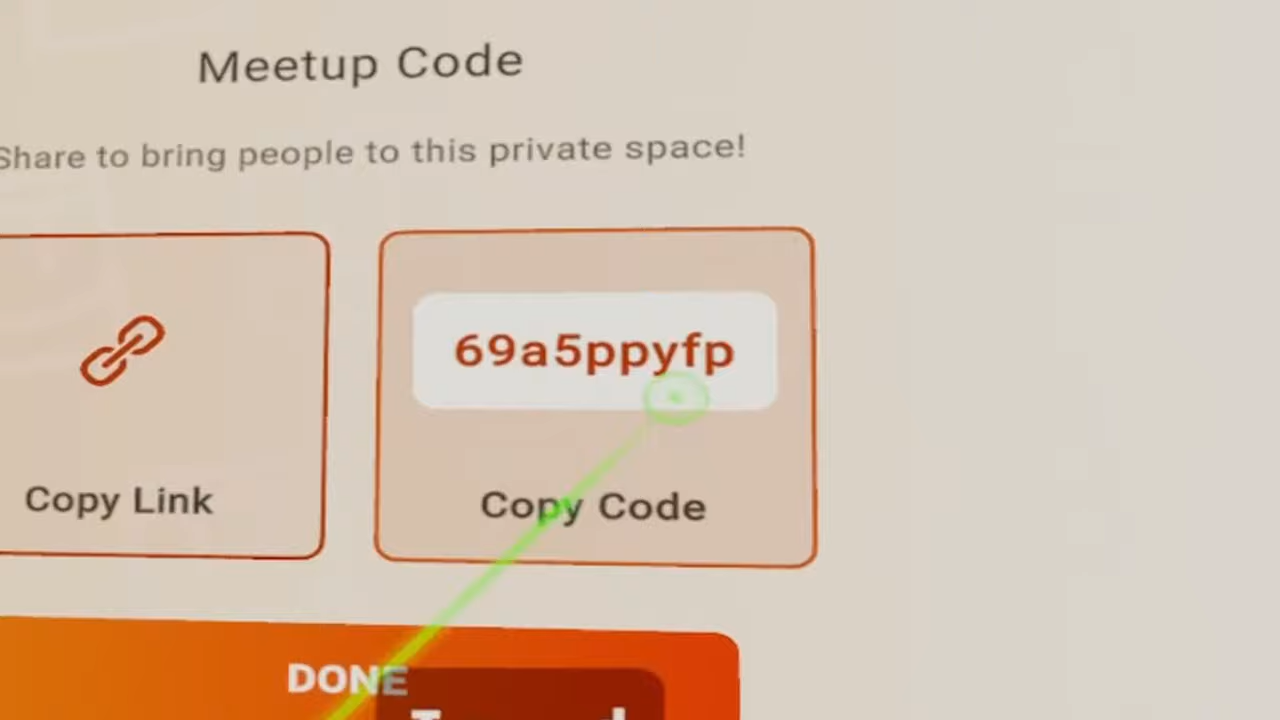 Meetup Code
Share to bring people to this private space!
69a5ppyfp
Copy Link
Copy Code
DONE